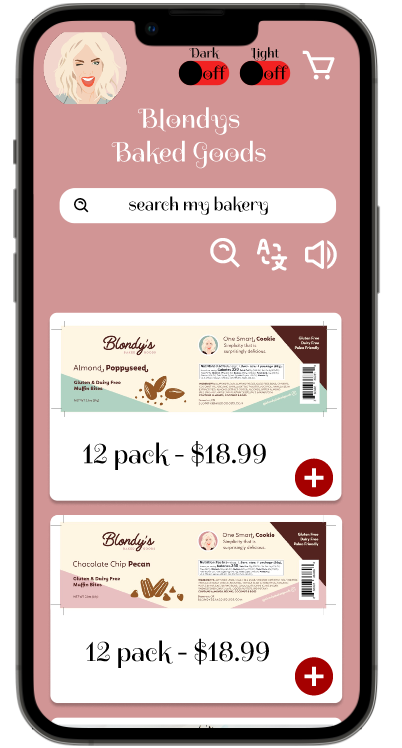 Dark
Light
off
off
Blondys
Baked Goods
search my bakery
Blondy's
BAKED GOODS
Almond, Poppyseed,
Gluten & Dairy Free
Muffin Bites
One Smart, Cookie
Simplicity that is
surprisingly delicious.
Gluten Free
Dairy Free
Paleo Friendly
12 pack - $18.99
Blondy's
BAKED GOODS
Chocolate Chip Pecan
Gluten & Dairy Free
Muffin Bites
One Smart, Cookie
Simplicity that is
surprisingly delicious.
Gluten Free
Dairy Free
Paleo Friendly
12 pack - $18.99